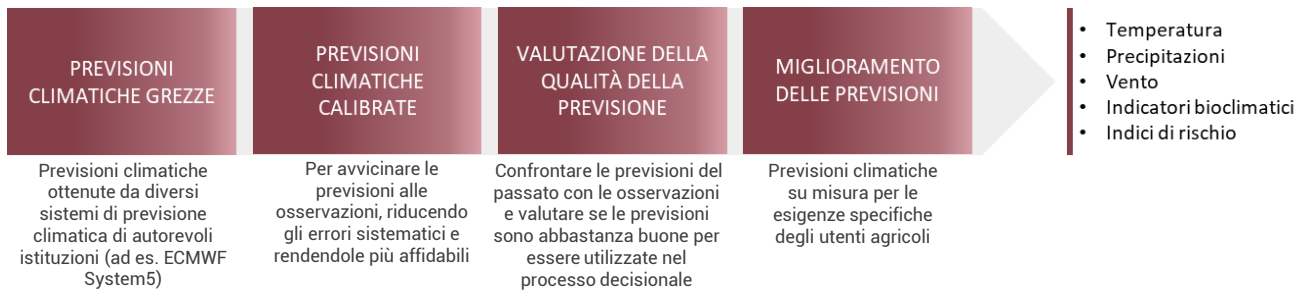 PREVISIONI
CLIMATICHE GREZZE
Previsioni climatiche
ottenute da diversi
sistemi di previsione
climatica di autorevoli
istituzioni (ad es. ECMWF
System5)
PREVISIONI
CLIMATICHE
CALIBRATE
Per avvicinare le
previsioni alle
osservazioni, riducendo
gli errori sistematici e
rendendole più affidabili
VALUTAZIONE DELLA
QUALITÀ DELLA
PREVISIONE
Confrontare le previsioni del
passato con le osservazioni
e valutare se le previsioni
sono abbastanza buone per
essere utilizzate nel
processo decisionale
MIGLIORAMENTO
DELLE PREVISIONI
Previsioni climatiche
su misura per le
esigenze specifiche
degli utenti agricoli
• Temperatura
• Precipitazioni
• Vento
• Indicatori bioclimatici
• Indici di rischio